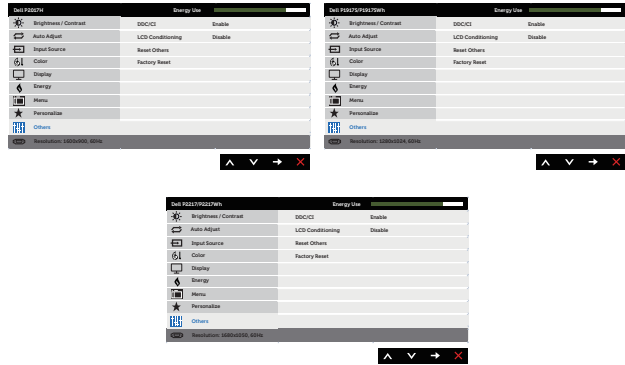 Dell P2017H
Energy Use
Brightness / Contrast
DDC/CI
Enable
Auto Adjust
LCD Conditioning
Disable
Input Source
Reset Others
Color
Factory Reset
Display
Energy
Menu
Personalize
Others
Resolution: 1600x900, 60Hz
Dell P1917S/P1917SWh
Energy Use
Brightness / Contrast
DDC/CI
Enable
Auto Adjust
LCD Conditioning
Disable
Input Source
Reset Others
Color
Factory Reset
Display
Energy
Menu
Personalize
Others
Resolution: 1280x1024, 60Hz
Dell P2217/P2217Wh
Energy Use
Brightness / Contrast
DDC/CI
Enable
Auto Adjust
LCD Conditioning
Disable
Input Source
Reset Others
Color
Factory Reset
Display
Energy
Menu
Personalize
Others
Resolution: 1680x1050, 60Hz